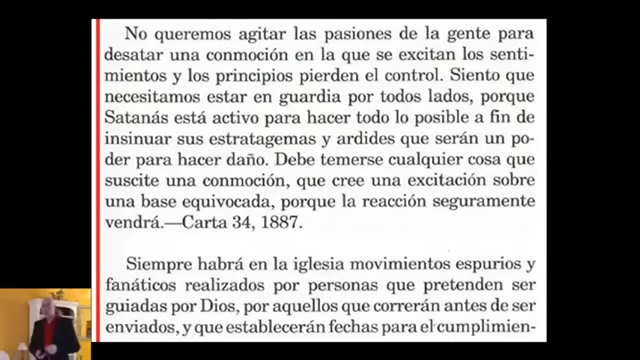 No queremos agitar las pasiones de la gente para
desatar una conmoción en la que se excitan los senti-
mientos y los principios pierden el control. Siento que
necesitamos estar en guardia por todos lados, porque
Satanás está activo para hacer todo lo posible a fin de
insinuar sus estratagemas y ardides que serán un po-
der para hacer daño. Debe temerse cualquier cosa que
suscite una conmoción, que cree una excitación sobre
una base equivocada, porque la reacción seguramente
vendrá.—Carta 34, 1887.
Siempre habrá en la iglesia movimientos espurios y
fanáticos realizados por personas que pretenden ser
guiadas por Dios, por aquellos que correrán antes de ser
enviados, y que establecerán fechas para el cumplimien-